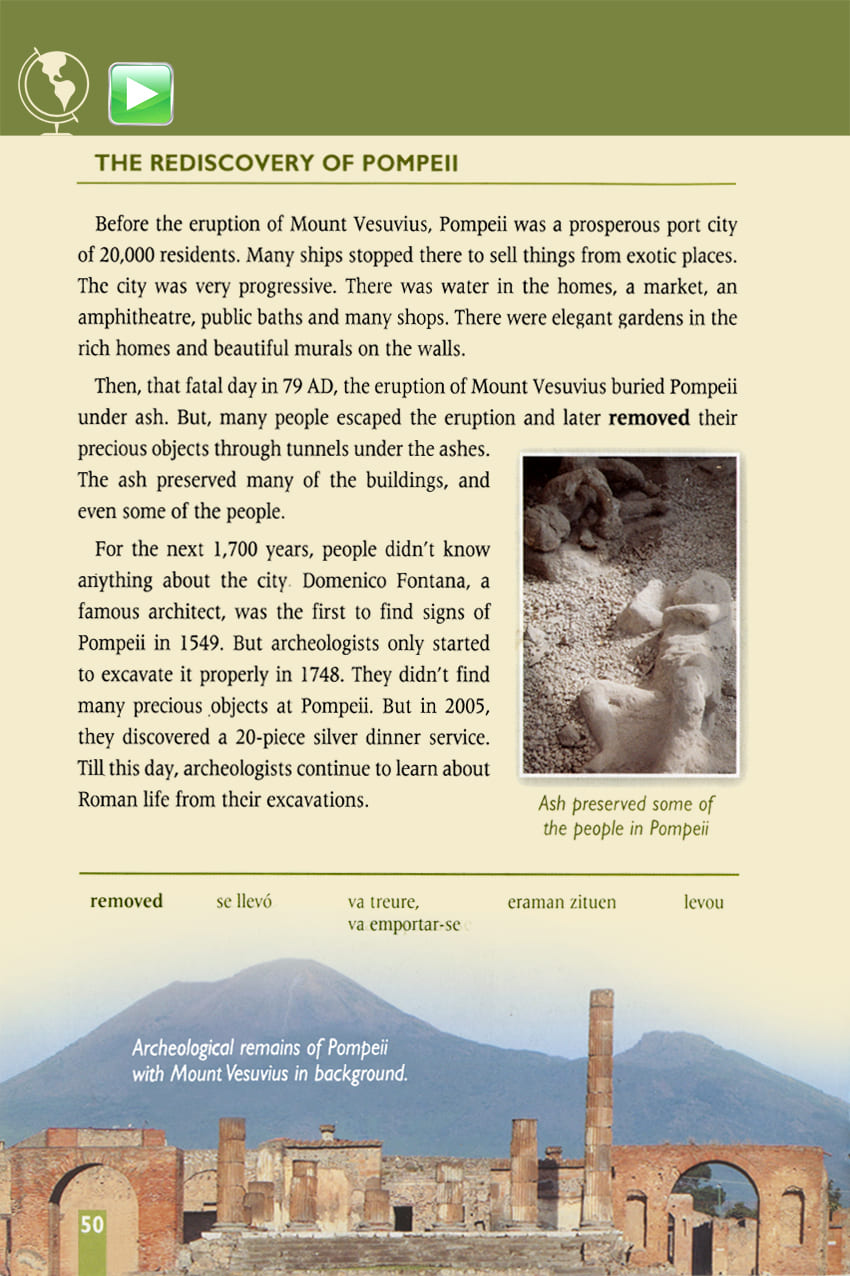 THE REDISCOVERY OF POMPEII
Before the eruption of Mount Vesuvius, Pompeii was a prosperous port city
of 20,000 residents. Many ships stopped there to sell things from exotic places.
The city was very progressive. There was water in the homes, a market, an
amphitheatre, public baths and many shops. There were elegant gardens in the
rich homes and beautiful murals on the walls.
Then, that fatal day in 79 AD, the eruption of Mount Vesuvius buried Pompeii
under ash. But, many people escaped the eruption and later removed their
precious objects through tunnels under the ashes.
The ash preserved many of the buildings, and
even some of the people.
For the next 1,700 years, people didn't know
anything about the city. Domenico Fontana, a
famous architect, was the first to find signs of
Pompeii in 1549. But archeologists only started
to excavate it properly in 1748. They didn't find
many precious objects at Pompeii. But in 2005,
they discovered a 20-piece silver dinner service.
Till this day, archeologists continue to learn about
Roman life from their excavations.
Ash preserved some of
the people in Pompeii
removed se llevó va treure, eraman zituen levou
va emportar-se
Archeological remains of Pompeii
with Mount Vesuvius in background.
50